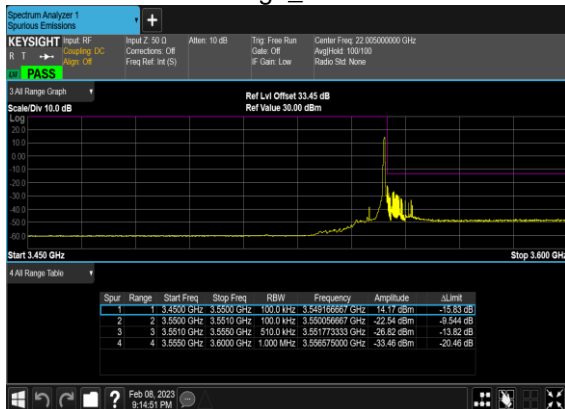 Spectrum Analyzer 1
Spurious Emissions
KEYSIGHT Input: RF Input Z: 50 Ω Atten: 10 dB Trig: Free Run Center Freq: 22.005000000 GHz
R T Coupling: DC Corrections: Off Gate: Off Avg|Hold: 100/100
Align: Off Freq Ref: Int (S) IF Gain: Low Radio Std: None
PASS
3 All Range Graph
Ref Lvl Offset 33.45 dB
Scale/Div 10.0 dB Ref Value 30.00 dBm
Log
20.0
10.0
0.00
-10.0
-20.0
-30.0
-40.0
-50.0
-60.0
Start 3.450 GHz Stop 3.600 GHz
4 All Range Table
Spur Range Start Freq Stop Freq RBW Frequency Amplitude ΔLimit
1 1 3.4500 GHz 3.5500 GHz 100.0 kHz 3.549166667 GHz 14.17 dBm -15.83 dB
2 2 3.5500 GHz 3.5510 GHz 100.0 kHz 3.550056667 GHz -22.54 dBm -9.544 dB
3 3 3.5510 GHz 3.5550 GHz 510.0 kHz 3.551773333 GHz -26.82 dBm -13.82 dB
4 4 3.5550 GHz 3.6000 GHz 1.000 MHz 3.556575000 GHz -33.46 dBm -20.46 dB
? Feb 08, 2023
9:14:51 PM